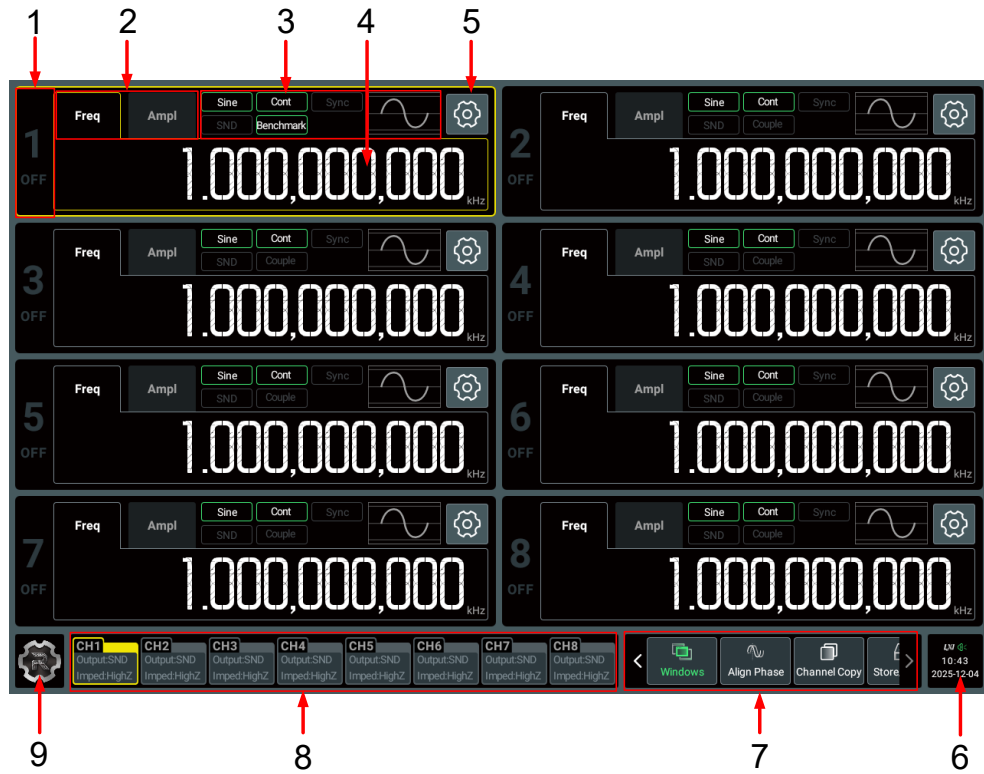 1 2 3 4 5
1 OFF Freq Ampl Sine Cont Sync
SND Benchmark
1.000,000,000 kHz
2 OFF Freq Ampl Sine Cont Sync
SND Couple
1.000,000,000 kHz
3 OFF Freq Ampl Sine Cont Sync
SND Couple
1.000,000,000 kHz
4 OFF Freq Ampl Sine Cont Sync
SND Couple
1.000,000,000 kHz
5 OFF Freq Ampl Sine Cont Sync
SND Couple
1.000,000,000 kHz
6 OFF Freq Ampl Sine Cont Sync
SND Couple
1.000,000,000 kHz
7 OFF Freq Ampl Sine Cont Sync
SND Couple
1.000,000,000 kHz
8 OFF Freq Ampl Sine Cont Sync
SND Couple
1.000,000,000 kHz
CH1 CH2 CH3 CH4 CH5 CH6 CH7 CH8
Output:SND Output:SND Output:SND Output:SND Output:SND Output:SND Output:SND Output:SND
Imped:HighZ Imped:HighZ Imped:HighZ Imped:HighZ Imped:HighZ Imped:HighZ Imped:HighZ Imped:HighZ
Windows Align Phase Channel Copy Store
LXI
10:43
2025-12-04
9 8 7 6